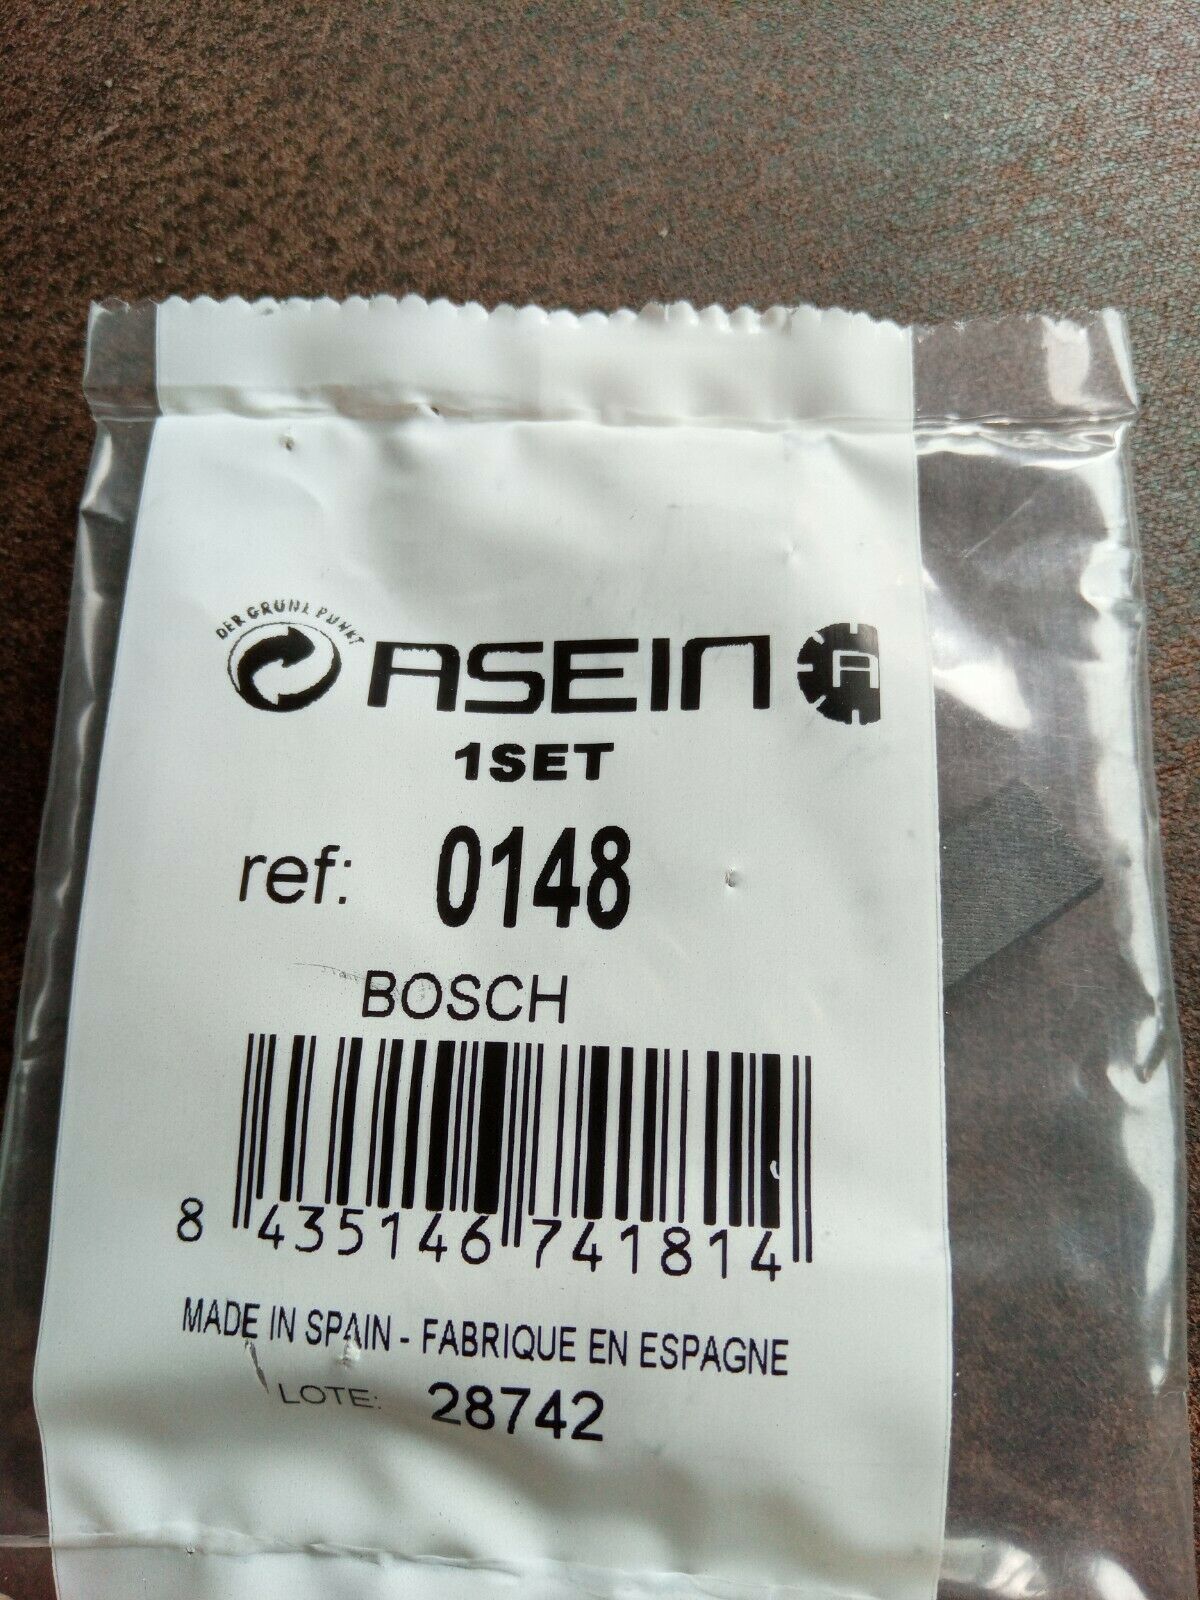 DER GRÜNE PUNKT
ASEIN A
1SET
ref: 0148
BOSCH
8 435146 741814
MADE IN SPAIN - FABRIQUE EN ESPAGNE
LOTE: 28742